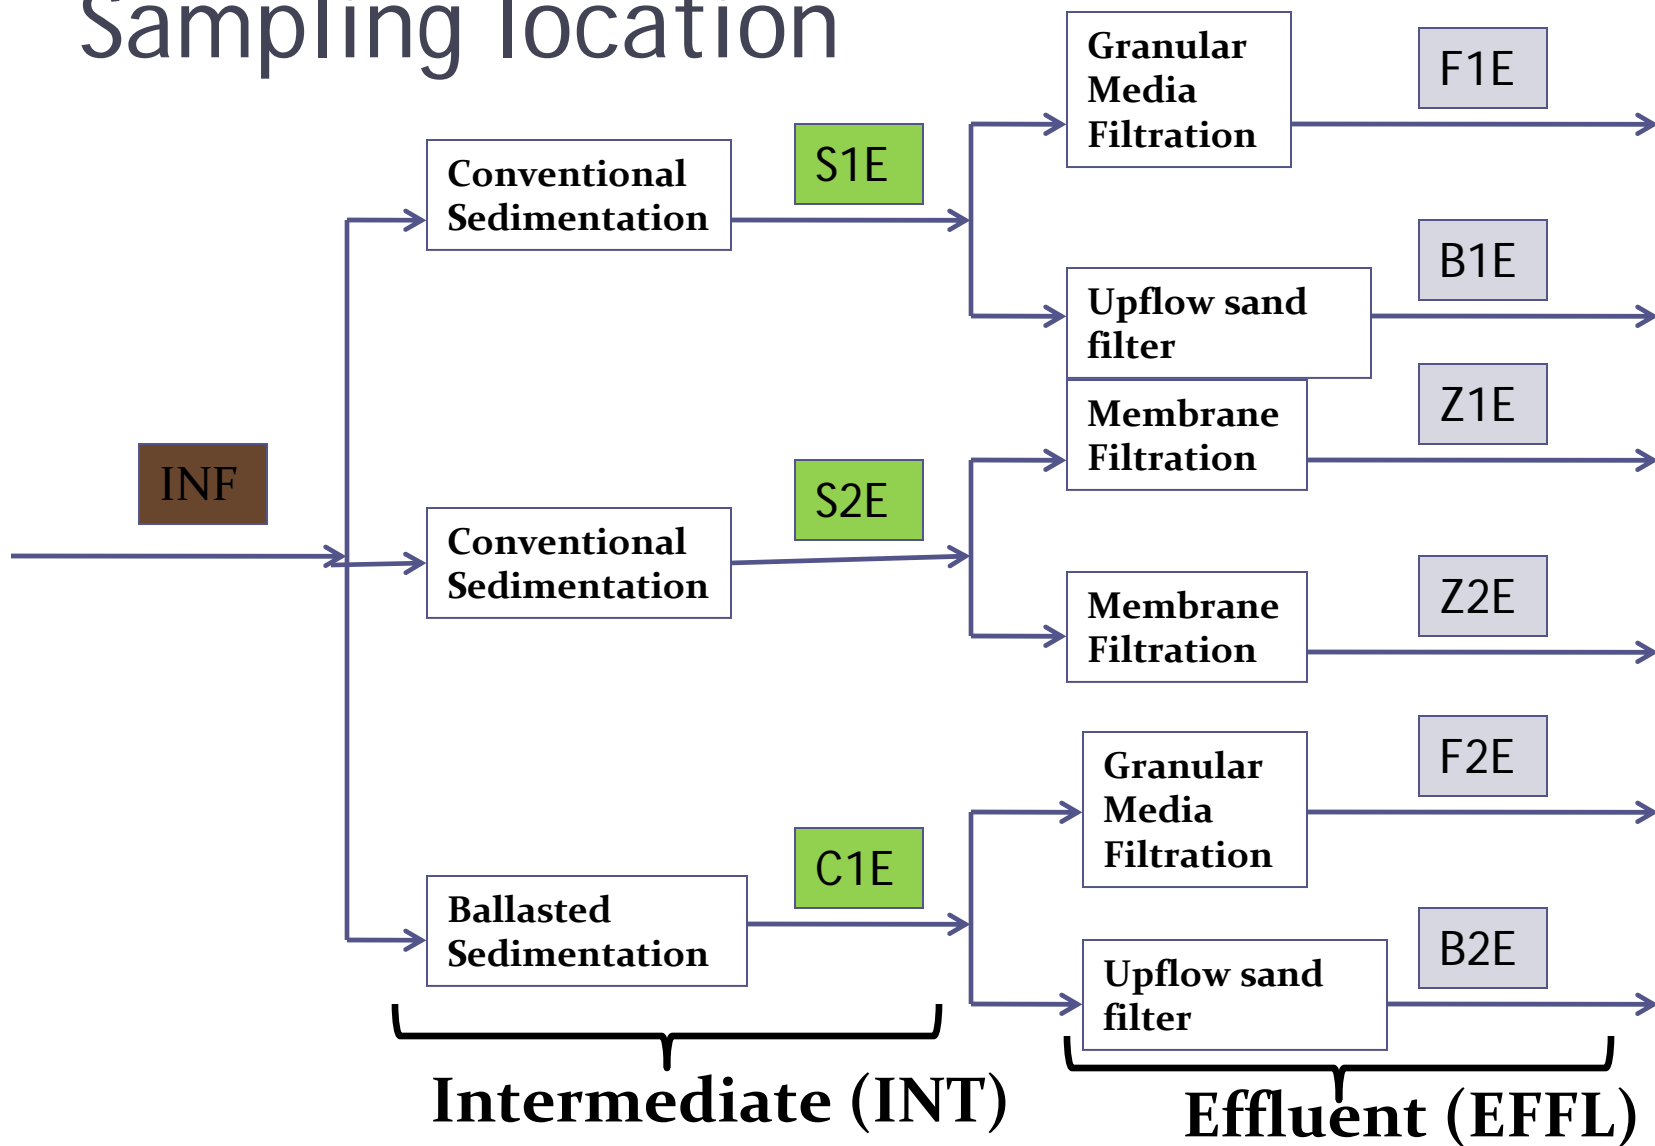 Sampling location
INF
Conventional
Sedimentation
S1E
Granular
Media
Filtration
F1E
Upflow sand
filter
B1E
Conventional
Sedimentation
S2E
Membrane
Filtration
Z1E
Membrane
Filtration
Z2E
Ballasted
Sedimentation
C1E
Granular
Media
Filtration
F2E
Upflow sand
filter
B2E
Intermediate (INT)
Effluent (EFFL)